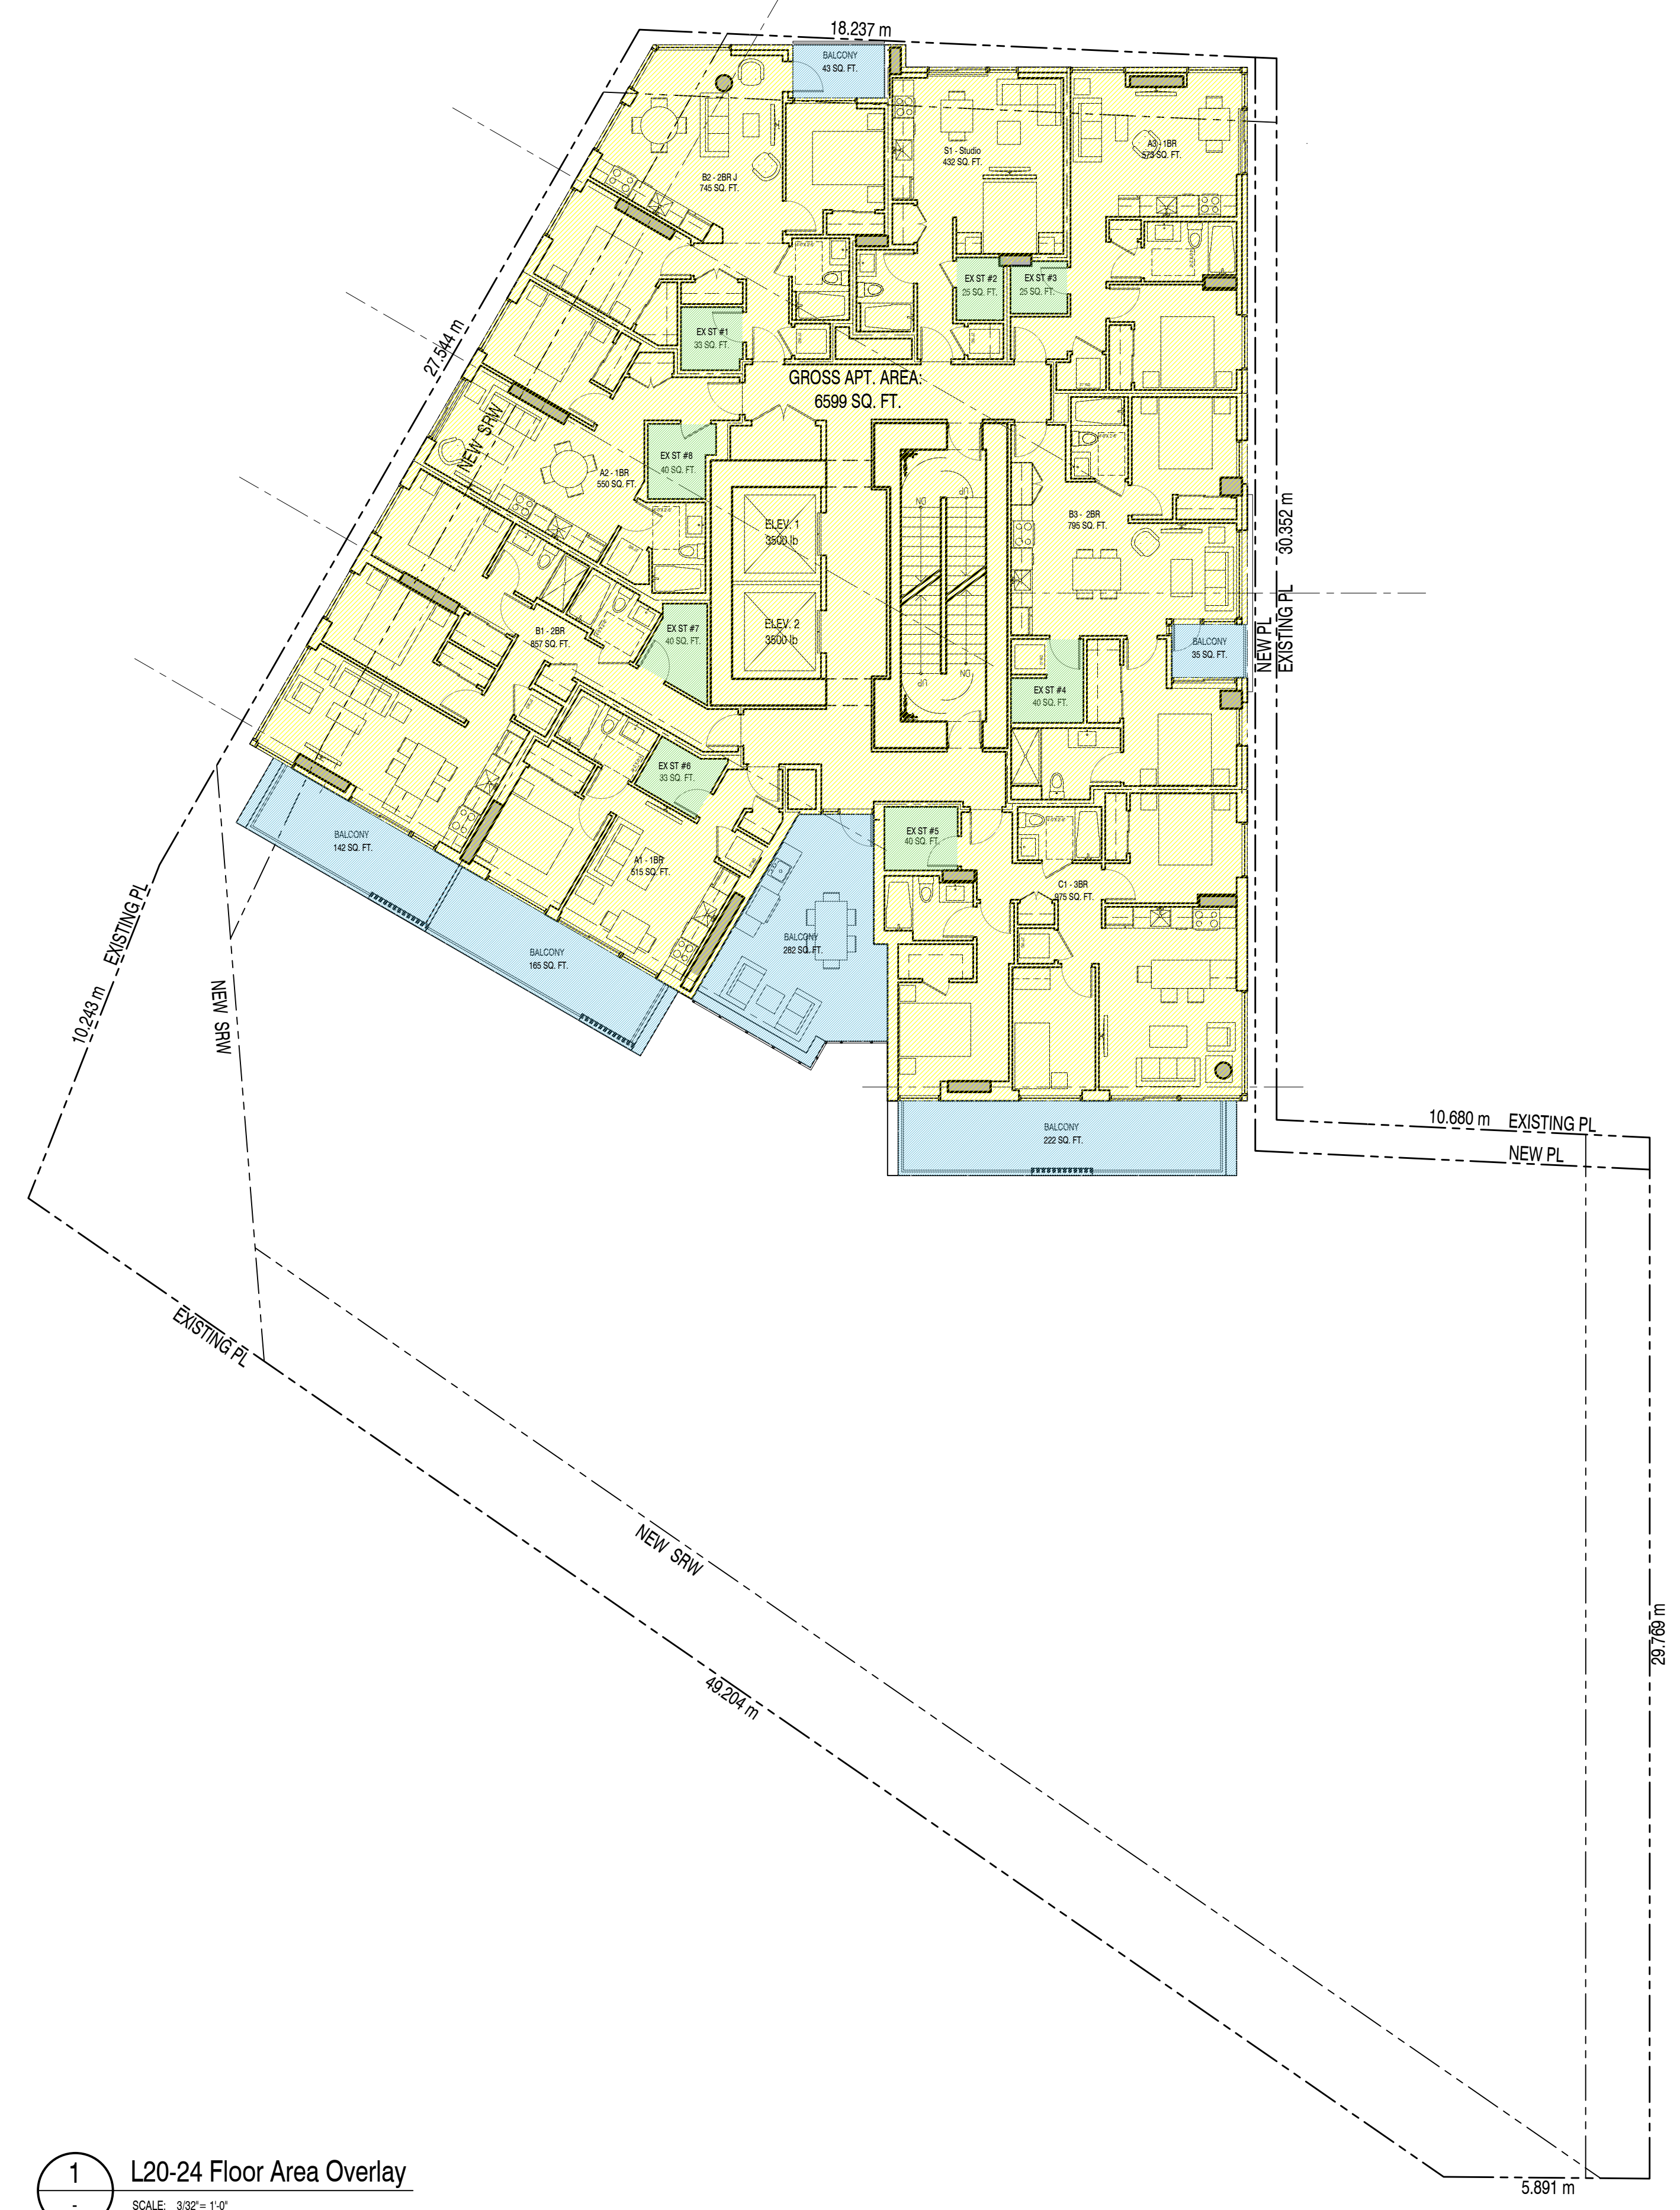 18.237 m
BALCONY
43 SQ. FT.
B2 - 2BR J
745 SQ. FT.
S1 - Studio
432 SQ. FT.
A3 - 1BR
573 SQ. FT.
EX ST #1
33 SQ. FT.
EX ST #2
25 SQ. FT.
EX ST #3
25 SQ. FT.
27.544 m
NEW SRW
GROSS APT. AREA:
6599 SQ. FT.
A2 - 1BR
550 SQ. FT.
EX ST #8
40 SQ. FT.
ELEV. 1
3500 lb
ELEV. 2
3500 lb
DN
UP
UP
DN
B3 - 2BR
795 SQ. FT.
NEW PL
EXISTING PL
30.352 m
B1 - 2BR
857 SQ. FT.
EX ST #7
40 SQ. FT.
BALCONY
35 SQ. FT.
EX ST #4
40 SQ. FT.
EX ST #6
33 SQ. FT.
BALCONY
142 SQ. FT.
A1 - 1BR
515 SQ. FT.
EX ST #5
40 SQ. FT.
C1 - 3BR
975 SQ. FT.
BALCONY
282 SQ. FT.
BALCONY
165 SQ. FT.
10.243 m EXISTING PL
NEW SRW
BALCONY
222 SQ. FT.
10.680 m EXISTING PL
NEW PL
EXISTING PL
NEW SRW
49.204 m
29.769 m
5.891 m
1
-
L20-24 Floor Area Overlay
SCALE: 3/32"= 1'-0"